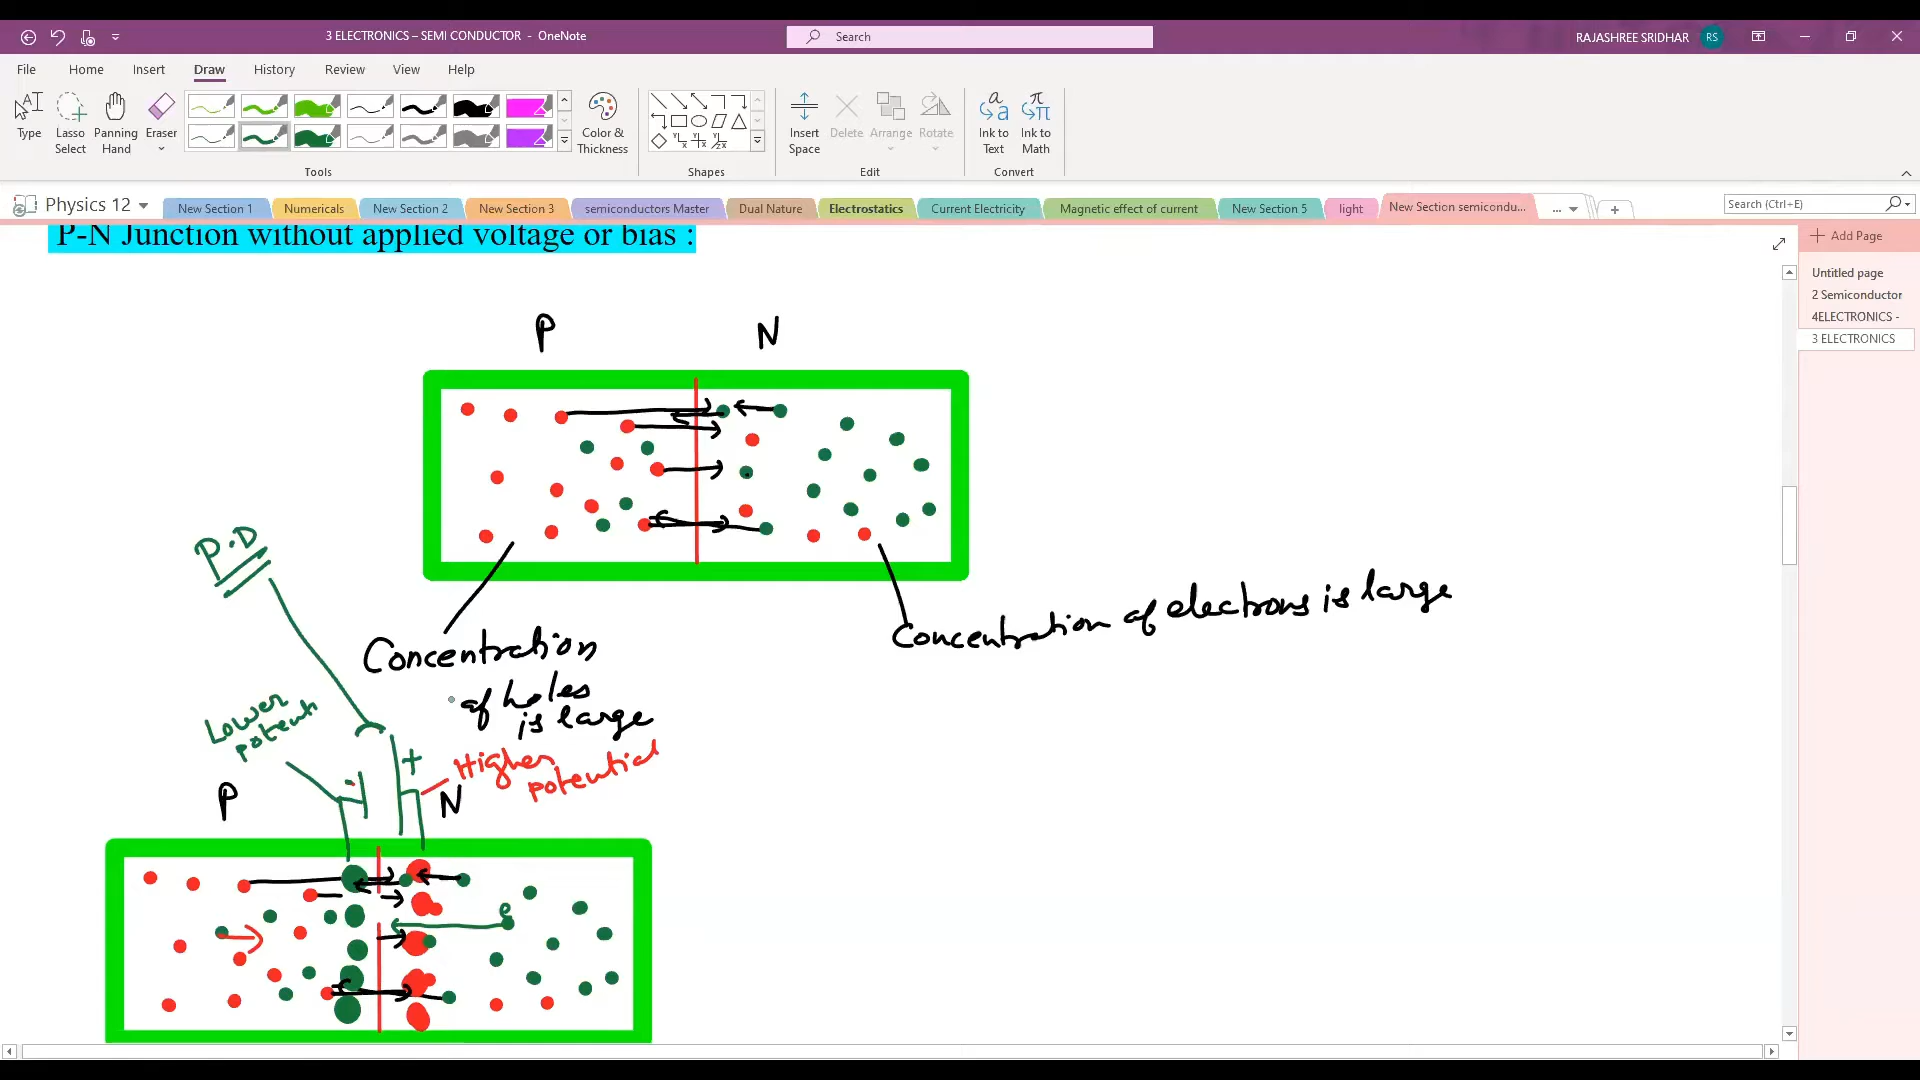 3 ELECTRONICS – SEMI CONDUCTOR - OneNote
Search
RAJASHREE SRIDHAR
RS
File Home Insert Draw History Review View Help
Type
Lasso Select
Panning Hand
Eraser
Color & Thickness
Insert Space
Delete
Arrange
Rotate
Ink to Text
Ink to Math
Tools Shapes Edit Convert
Physics 12
New Section 1 Numericals New Section 2 New Section 3 semiconductors Master Dual Nature Electrostatics Current Electricity Magnetic effect of current New Section 5 light New Section semicondu... ...
Search (Ctrl+E)
Add Page
Untitled page
2 Semiconductor
4ELECTRONICS -
3 ELECTRONICS
P-N Junction without applied voltage or bias :
P N
P.D
Concentration
of holes
is large
Concentration of electrons is large
Lower
potenti
- +
Higher
potential
P N
e